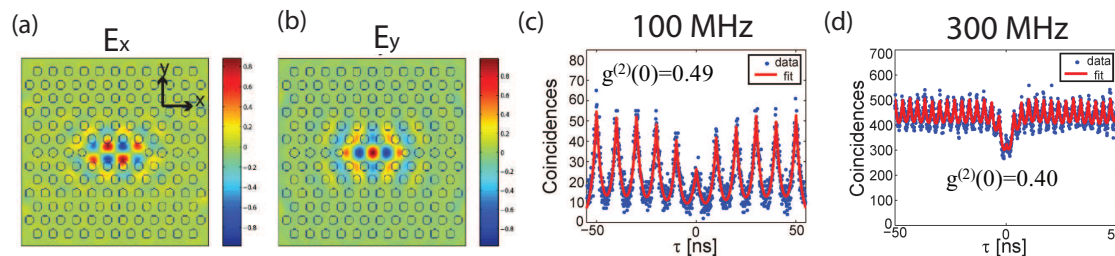 (a)
E_x
y
x
0.8
0.6
0.4
0.2
0
−0.2
−0.4
−0.6
−0.8
(b)
E_y
0.8
0.6
0.4
0.2
0
−0.2
−0.4
−0.6
−0.8
(c)
100 MHz
g^(2)(0)=0.49
data
fit
Coincidences
80
70
60
50
40
30
20
10
0
−50
0
50
τ [ns]
(d)
300 MHz
data
fit
g^(2)(0)=0.40
Coincidences
700
600
500
400
300
200
100
0
−50
0
τ [ns]